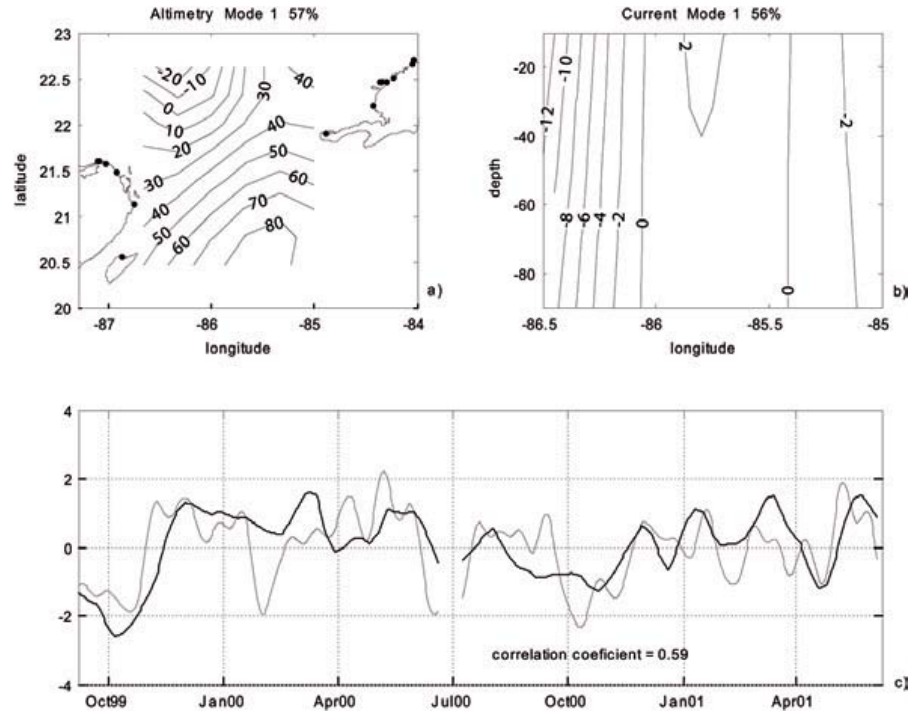 Altimetry Mode 1 57%
Current Mode 1 56%
23
22.5
22
21.5
21
20.5
20
latitude
-20
-10
0
10
20
30
30
40
40
40
50
50
60
60
70
80
-87
-86
-85
-84
longitude
a)
-20
-40
-60
-80
depth
-12
-10
-8
-6
-4
-2
0
2
0
-2
-86.5
-86
-85.5
-85
longitude
b)
4
2
0
-2
-4
correlation coeficient = 0.59
Oct99
Jan00
Apr00
Jul00
Oct00
Jan01
Apr01
c)